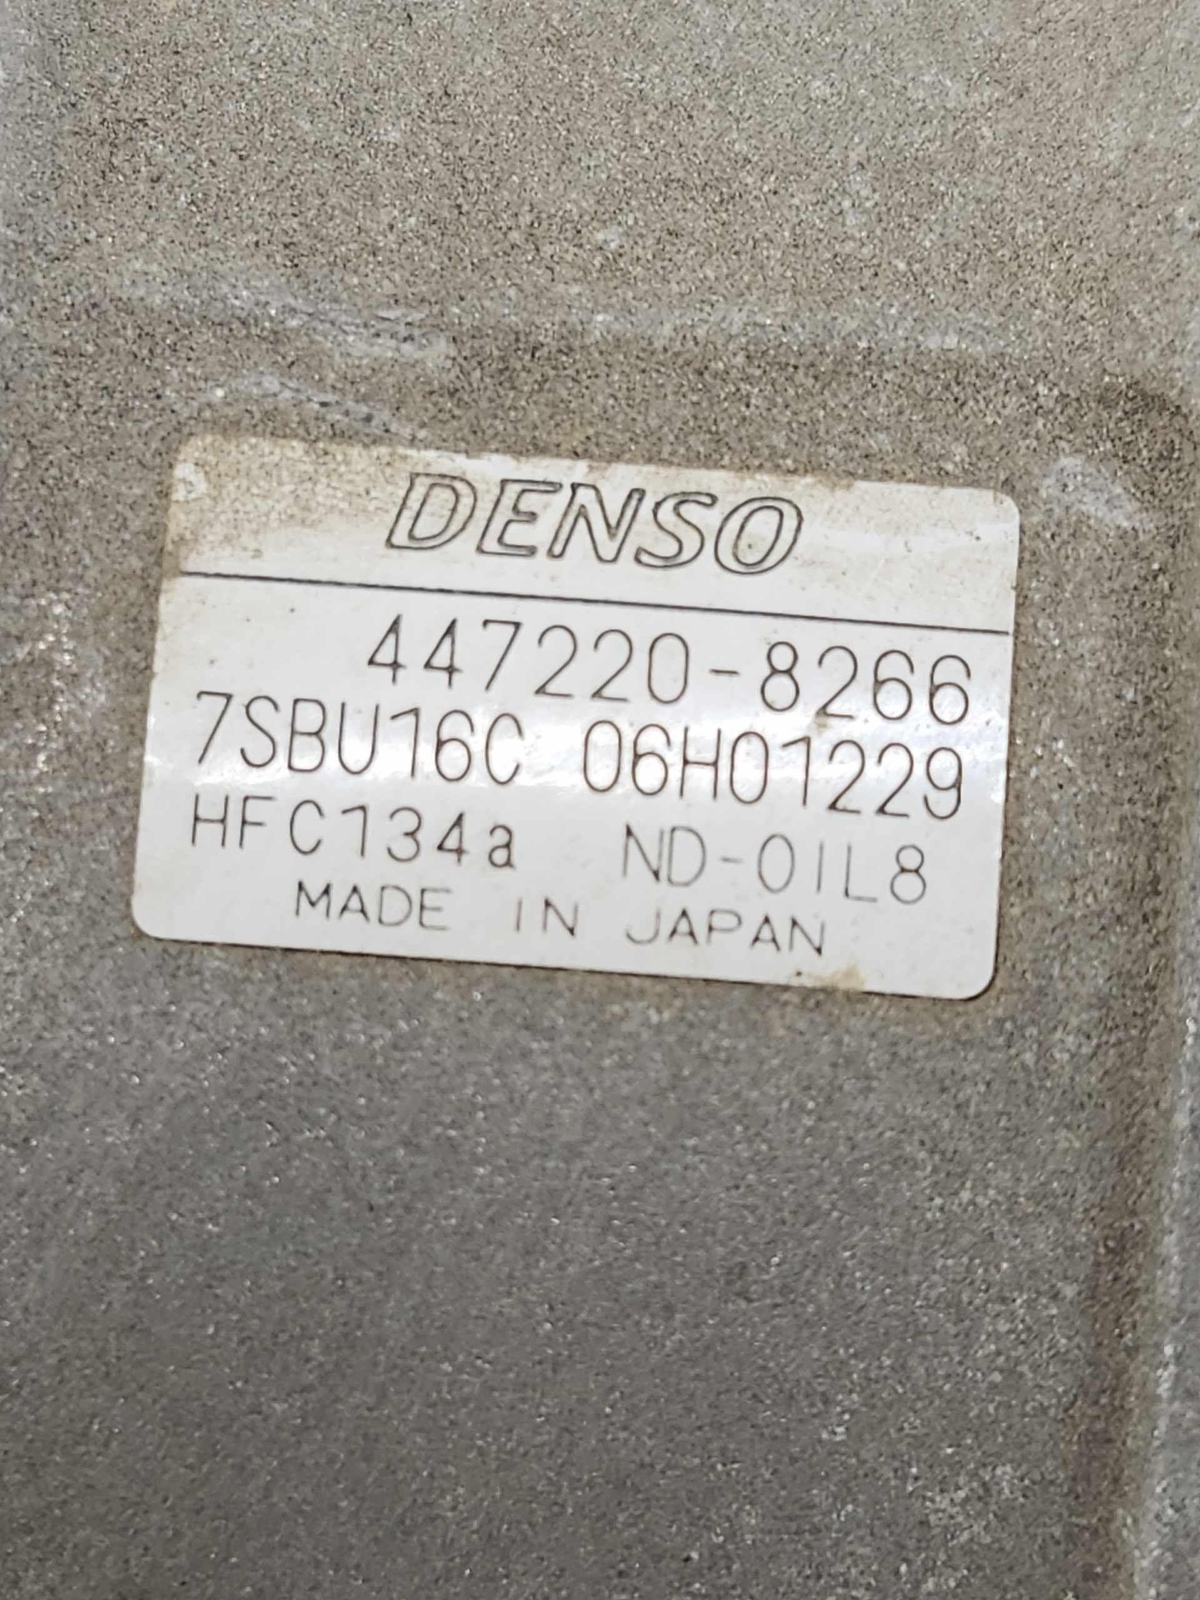 DENSO
447220-8266
7SBU16C 06H01229
HFC134a ND-OIL8
MADE IN JAPAN